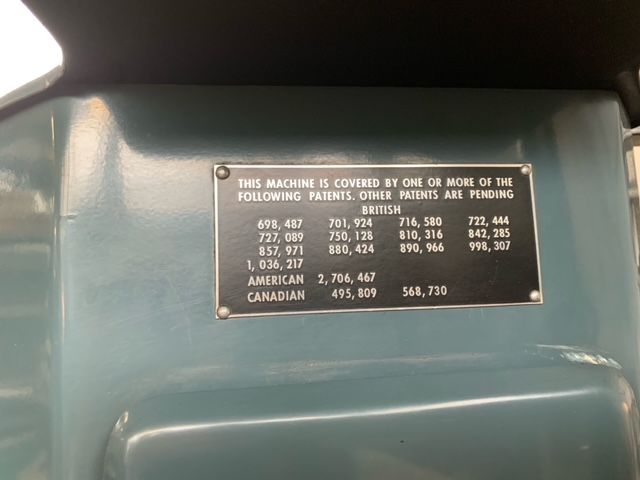 THIS MACHINE IS COVERED BY ONE OR MORE OF THE
FOLLOWING PATENTS. OTHER PATENTS ARE PENDING
BRITISH
698, 487 701, 924 716, 580 722, 444
727, 089 750, 128 810, 316 842, 285
857, 971 880, 424 890, 966 998, 307
1, 036, 217
AMERICAN 2, 706, 467
CANADIAN 495, 809 568, 730